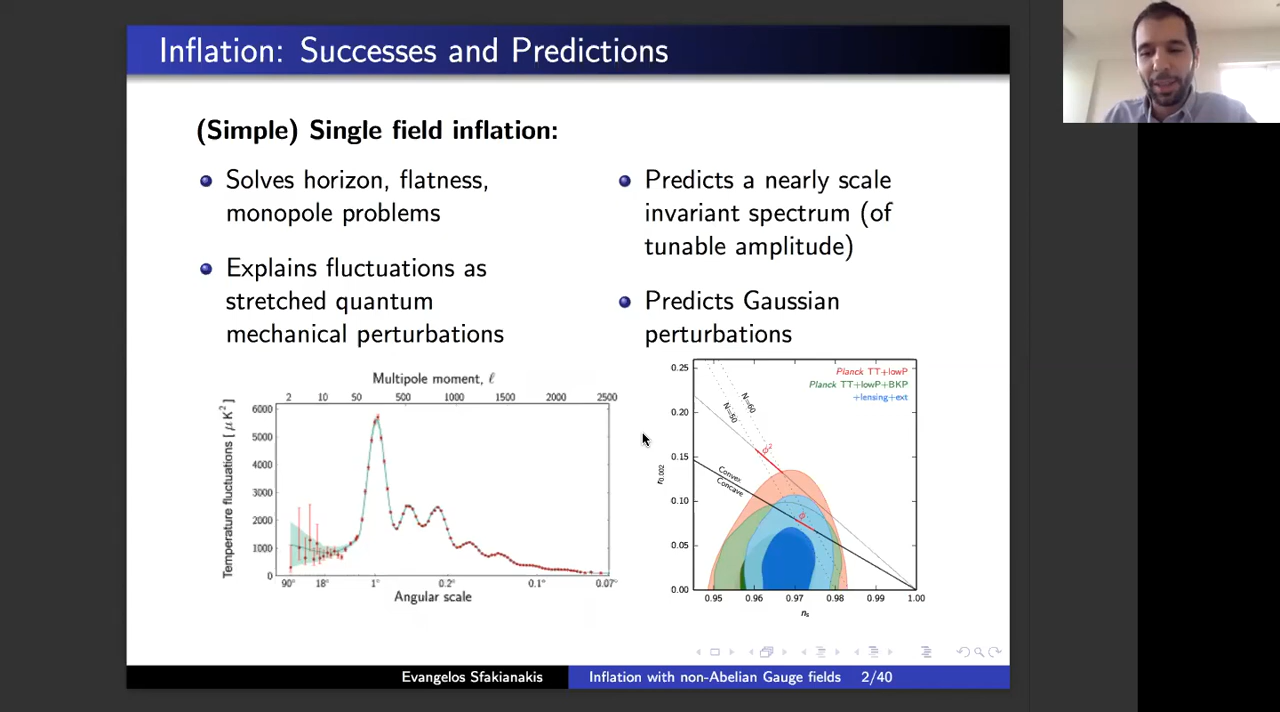 Inflation: Successes and Predictions
(Simple) Single field inflation:
Solves horizon, flatness,
monopole problems
Explains fluctuations as
stretched quantum
mechanical perturbations
Predicts a nearly scale
invariant spectrum (of
tunable amplitude)
Predicts Gaussian
perturbations
Multipole moment, ℓ
2 10 50 500 1000 1500 2000 2500
Temperature fluctuations [ μK² ]
6000
5000
4000
3000
2000
1000
0
90° 18° 1° 0.2° 0.1° 0.07°
Angular scale
Planck TT+lowP
Planck TT+lowP+BKP
+lensing+ext
N=50
N=60
ϕ²
Convex
Concave
ϕ
r0.002
0.25
0.20
0.15
0.10
0.05
0.00
0.95 0.96 0.97 0.98 0.99 1.00
ns
Evangelos Sfakianakis
Inflation with non-Abelian Gauge fields 2/40